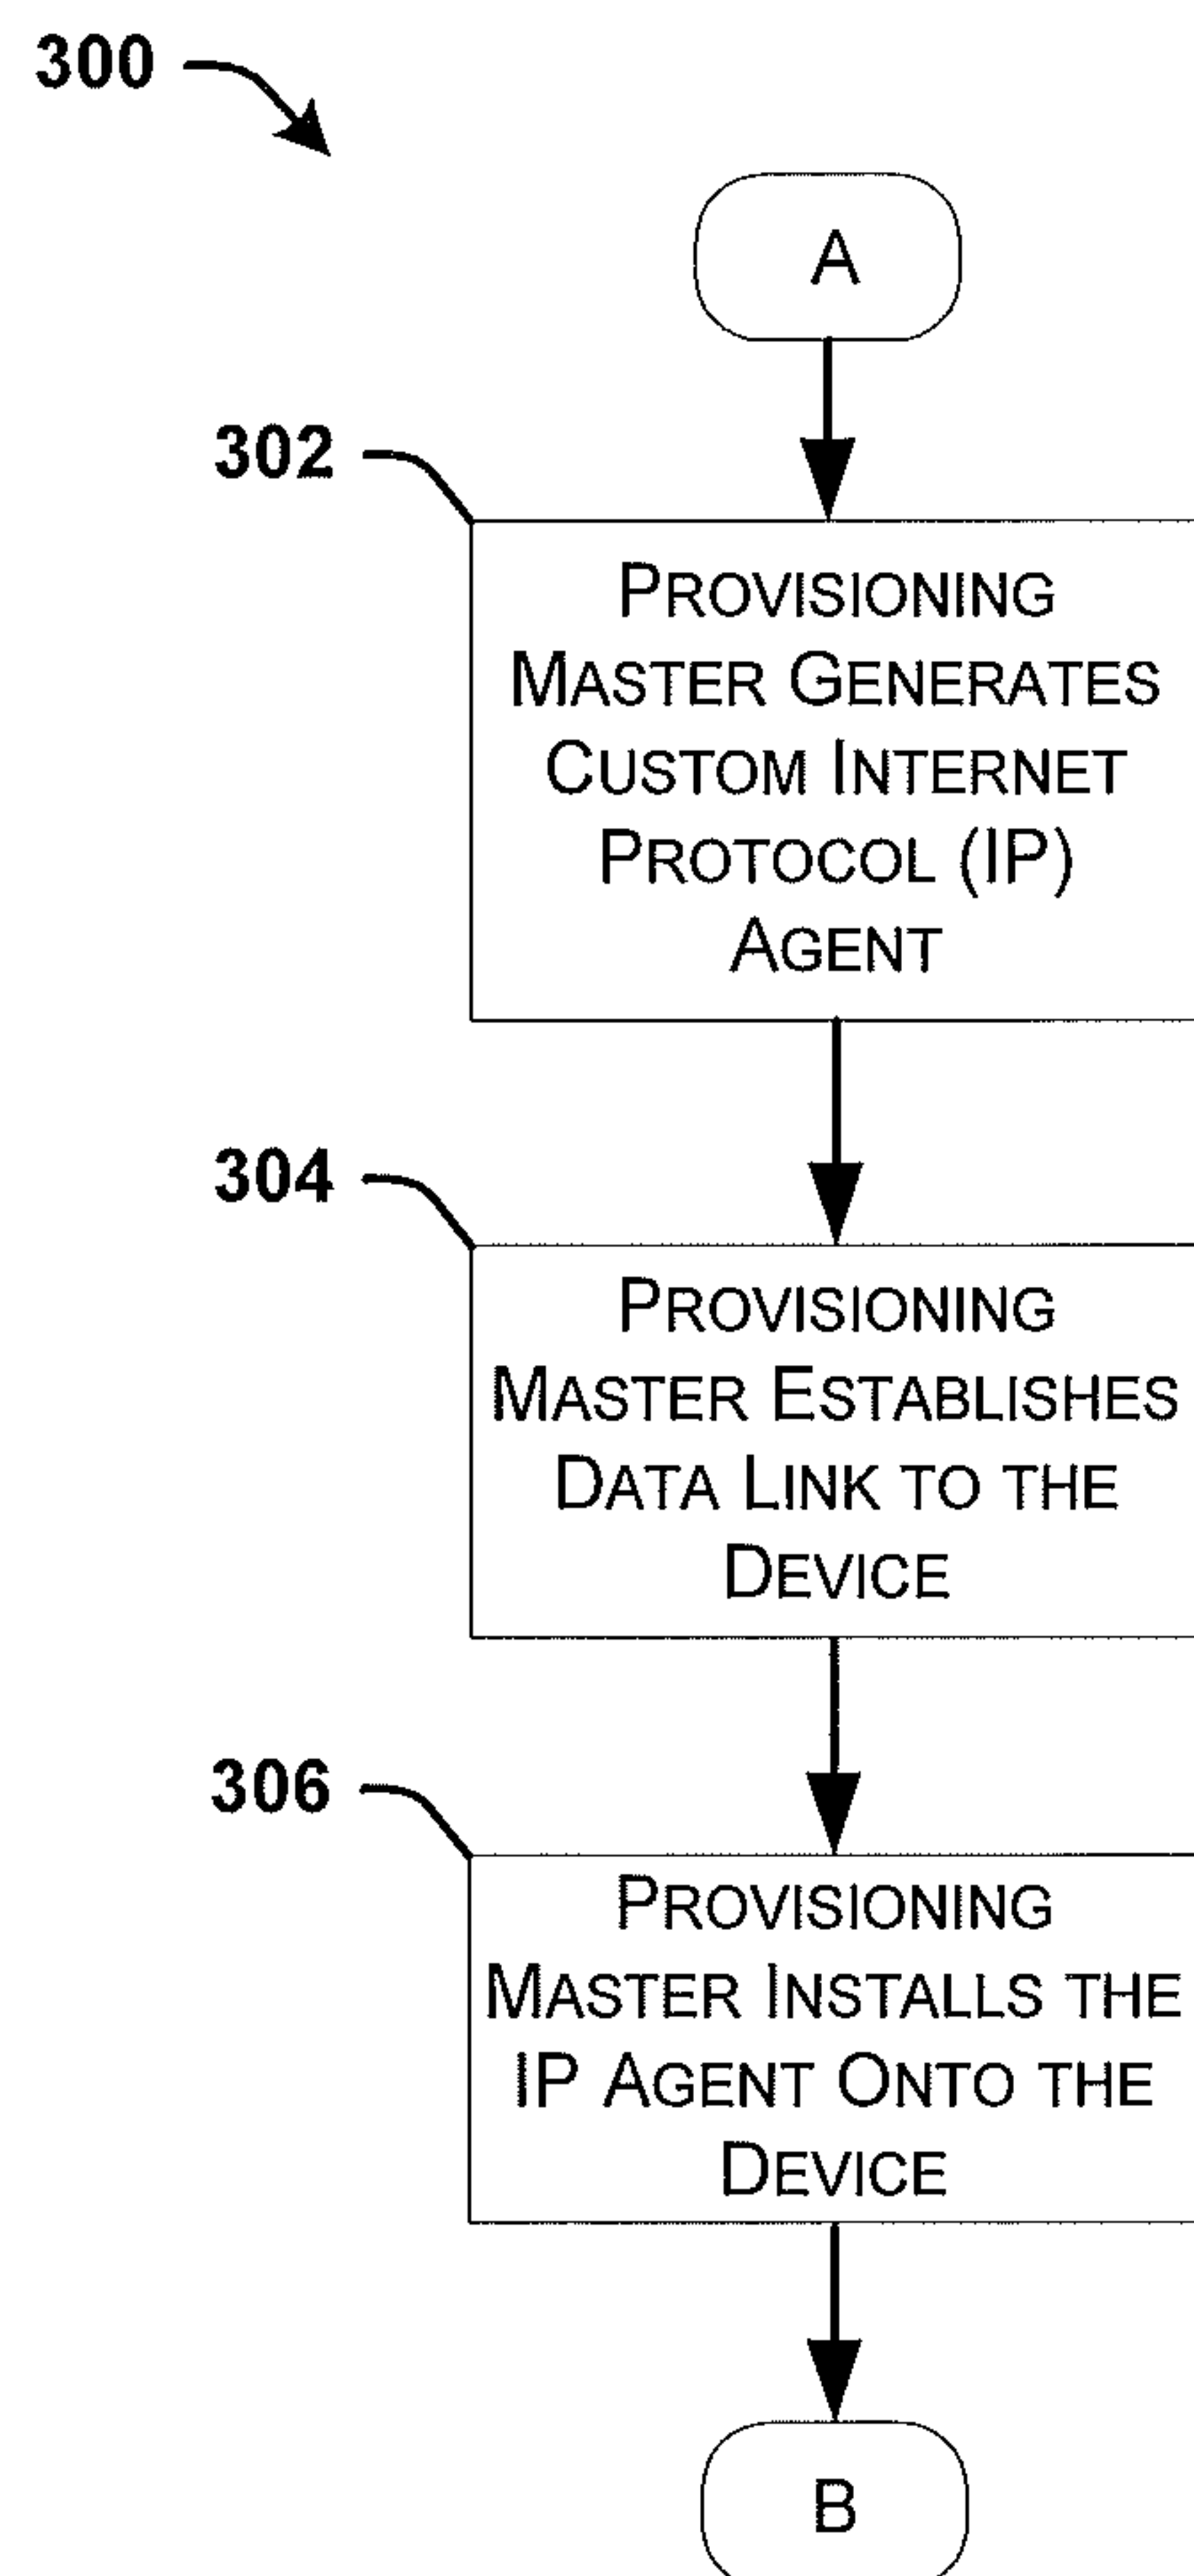 300
A
302
PROVISIONING
MASTER GENERATES
CUSTOM INTERNET
PROTOCOL (IP)
AGENT
304
PROVISIONING
MASTER ESTABLISHES
DATA LINK TO THE
DEVICE
306
PROVISIONING
MASTER INSTALLS THE
IP AGENT ONTO THE
DEVICE
B